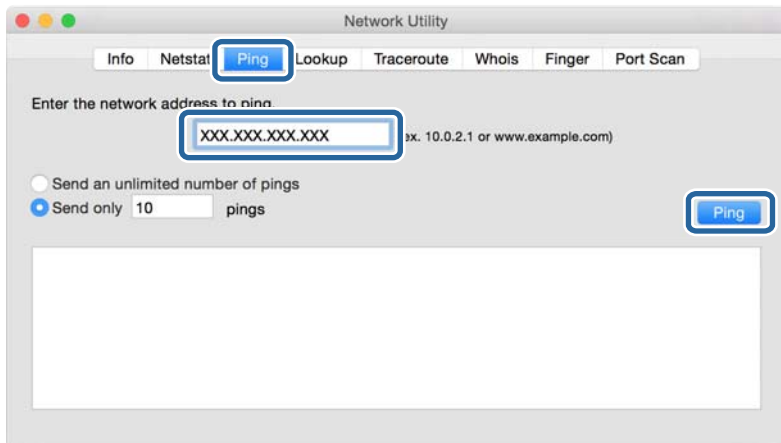 Network Utility
Info Netstat Ping Lookup Traceroute Whois Finger Port Scan
Enter the network address to ping.
XXX.XXX.XXX.XXX ex. 10.0.2.1 or www.example.com)
Send an unlimited number of pings
Send only 10 pings
Ping